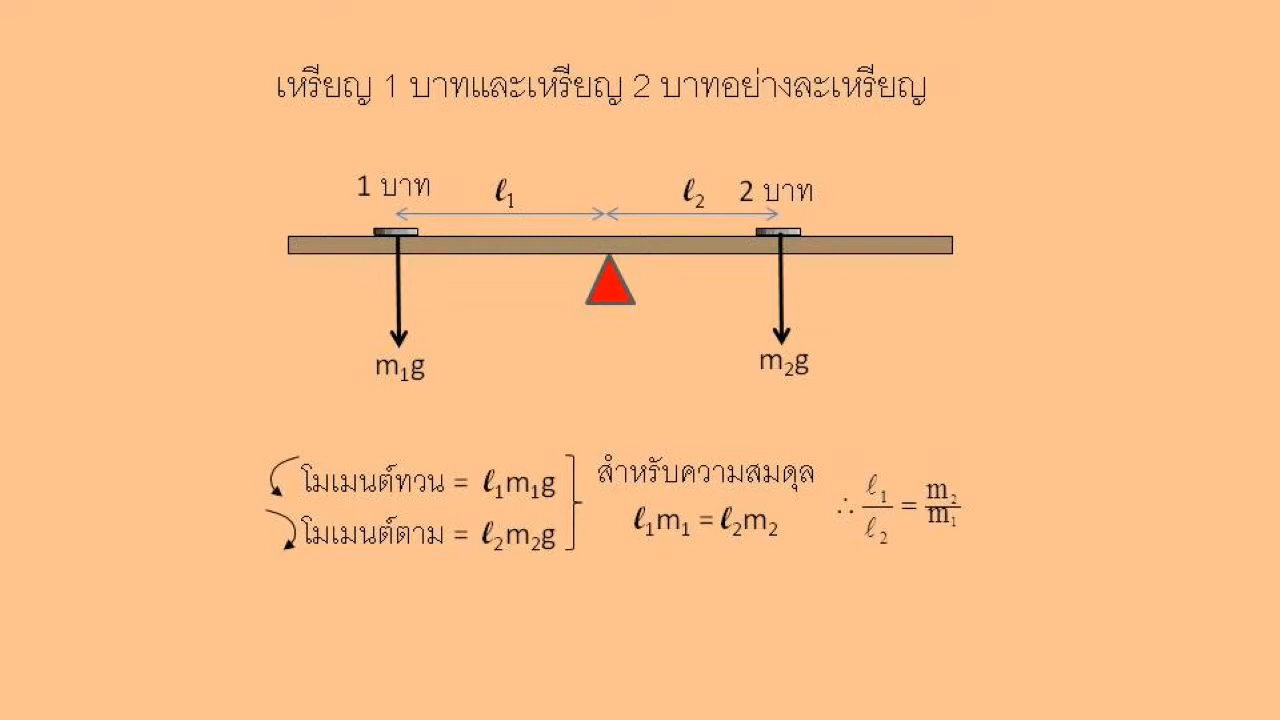 เหรียญ 1 บาทและเหรียญ 2 บาทอย่างละเหรียญ
1 บาท ℓ₁ ℓ₂ 2 บาท
m₁g m₂g
โมเมนต์ทวน = ℓ₁m₁g
โมเมนต์ตาม = ℓ₂m₂g
สำหรับความสมดุล
ℓ₁m₁ = ℓ₂m₂
∴ ℓ₁/ℓ₂ = m₂/m₁